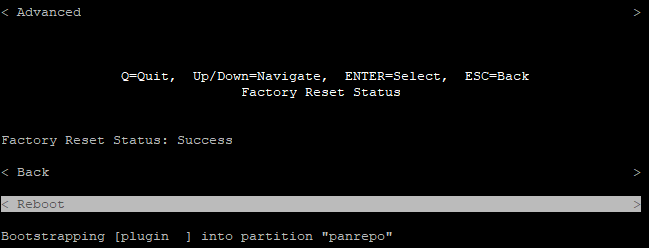 < Advanced >
Q=Quit, Up/Down=Navigate, ENTER=Select, ESC=Back
Factory Reset Status
Factory Reset Status: Success
< Back >
< Reboot >
Bootstrapping [plugin  ] into partition "panrepo"